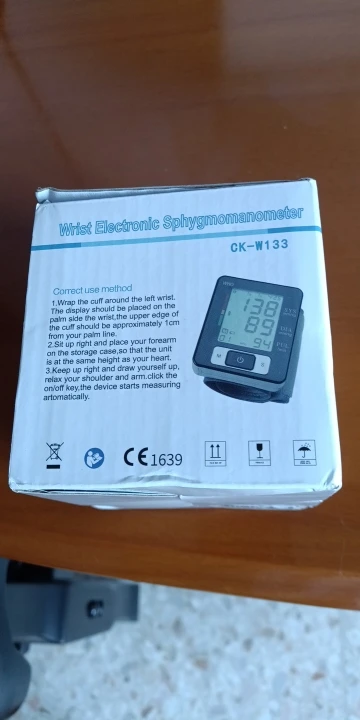 Wrist Electronic Sphygmomanometer
CK-W133
Correct use method
1.Wrap the cuff around the left wrist.
The display should be placed on the
palm side the wrist,the upper edge of
the cuff should be approximately 1cm
from your palm line.
2.Sit up right and place your forearm
on the storage case,so that the unit
is at the same height as your heart.
3.Keep up right and draw yourself up,
relax your shoulder and arm.click the
on/off key,the device starts measuring
artomatically.
138
89
94
M
S
CE 1639